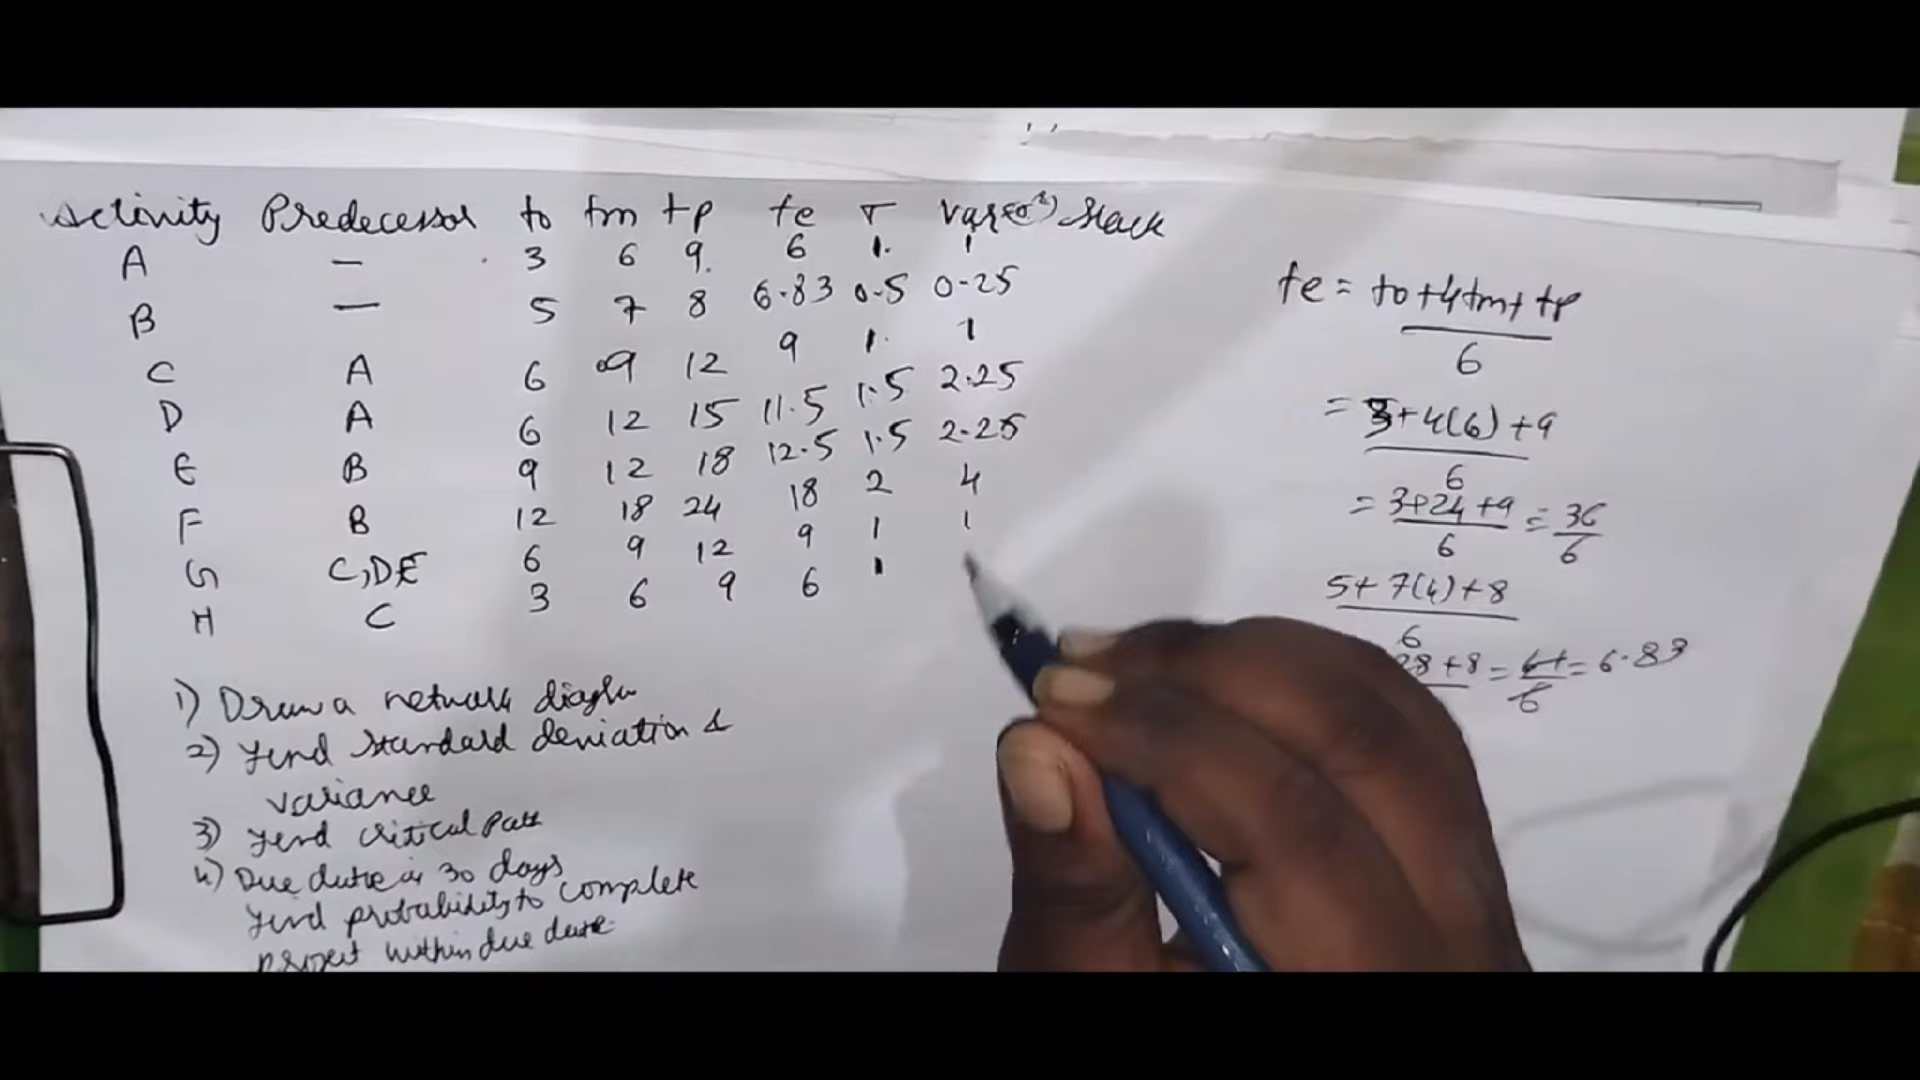 Activity Predecessor to tm tp te σ Var(σ²) Slack
A — 3 6 9 6 1 1
B — 5 7 8 6.83 0.5 0.25
C A 6 9 12 9 1 1
D A 6 12 15 11.5 1.5 2.25
E B 9 12 18 12.5 1.5 2.25
F B 12 18 24 18 2 4
G C,DE 6 9 12 9 1 1
H C 3 6 9 6 1
1) Draw a network diagram
2) Find standard deviation &
variance
3) Find critical path
4) Due date is 30 days
Find probability to complete
project within due date.
te = to+4tm+tp
6
= 3+4(6)+9
6
= 3+24+9 = 36
6 6
5+7(4)+8
6
28+8 = 41 = 6.83
6